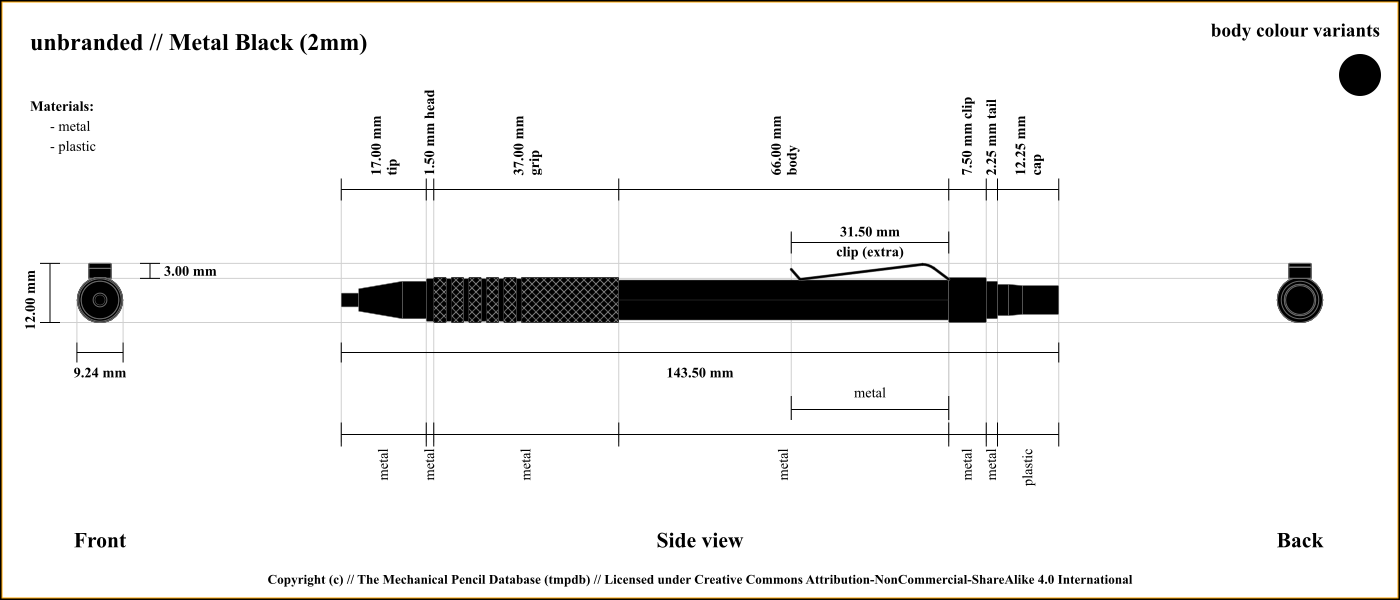 unbranded // Metal Black (2mm)
body colour variants
Materials:
- metal
- plastic
17.00 mm
tip
1.50 mm head
37.00 mm
grip
66.00 mm
body
7.50 mm clip
2.25 mm tail
12.25 mm
cap
31.50 mm
clip (extra)
3.00 mm
12.00 mm
9.24 mm
143.50 mm
metal
metal
metal
metal
metal
metal
metal
plastic
Front
Side view
Back
Copyright (c) // The Mechanical Pencil Database (tmpdb) // Licensed under Creative Commons Attribution-NonCommercial-ShareAlike 4.0 International